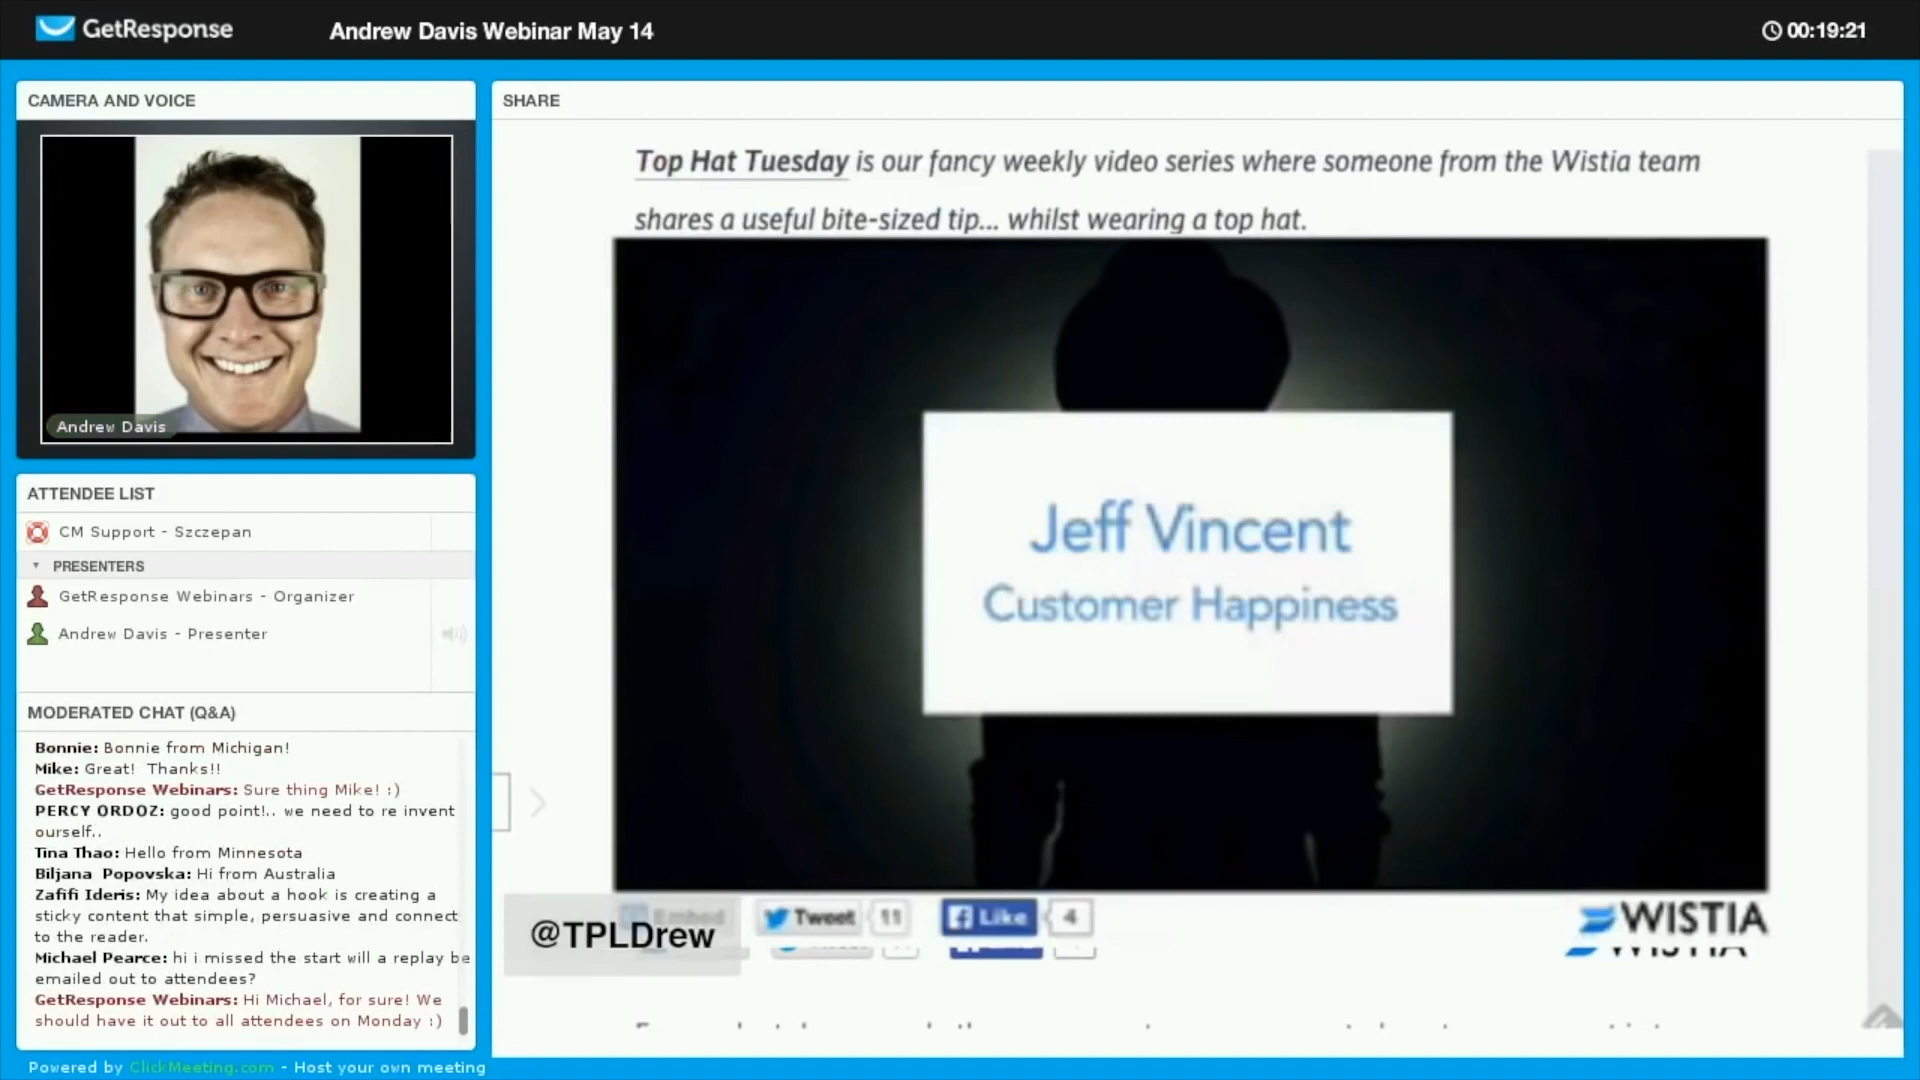 GetResponse
Andrew Davis Webinar May 14
00:19:21
CAMERA AND VOICE
Andrew Davis
ATTENDEE LIST
CM Support - Szczepan
PRESENTERS
GetResponse Webinars - Organizer
Andrew Davis - Presenter
MODERATED CHAT (Q&A)
Bonnie: Bonnie from Michigan!
Mike: Great! Thanks!!
GetResponse Webinars: Sure thing Mike! :)
PERCY ORDOZ: good point!.. we need to re invent
ourself..
Tina Thao: Hello from Minnesota
Biljana Popovska: Hi from Australia
Zafifi Ideris: My idea about a hook is creating a
sticky content that simple, persuasive and connect
to the reader.
Michael Pearce: hi i missed the start will a replay be
emailed out to attendees?
GetResponse Webinars: Hi Michael, for sure! We
should have it out to all attendees on Monday :)
Powered by ClickMeeting.com - Host your own meeting
SHARE
Top Hat Tuesday is our fancy weekly video series where someone from the Wistia team
shares a useful bite-sized tip... whilst wearing a top hat.
Jeff Vincent
Customer Happiness
Embed
Tweet 11
Like 4
@TPLDrew
WISTIA